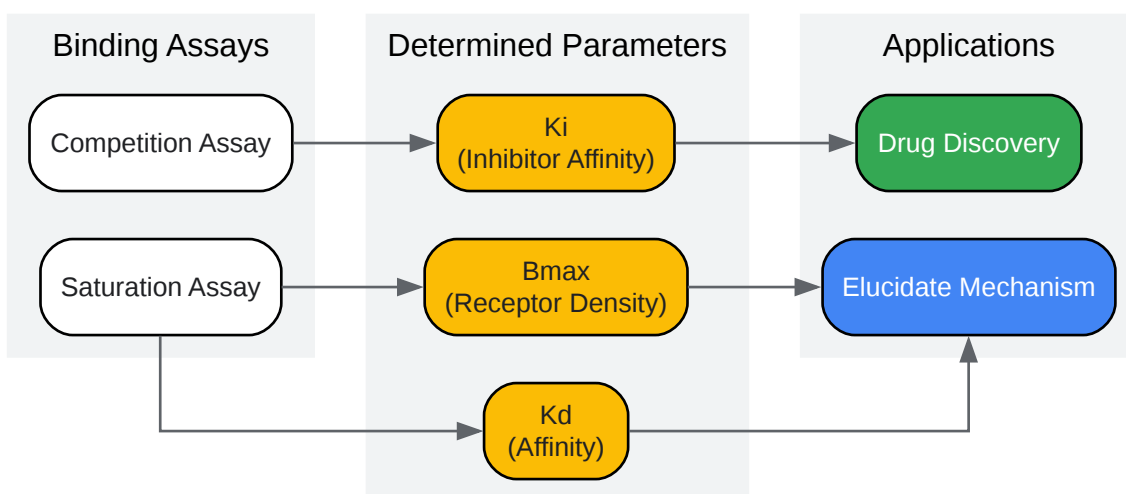 Binding Assays
Determined Parameters
Applications
Competition Assay
Ki
(Inhibitor Affinity)
Drug Discovery
Saturation Assay
Bmax
(Receptor Density)
Elucidate Mechanism
Kd
(Affinity)